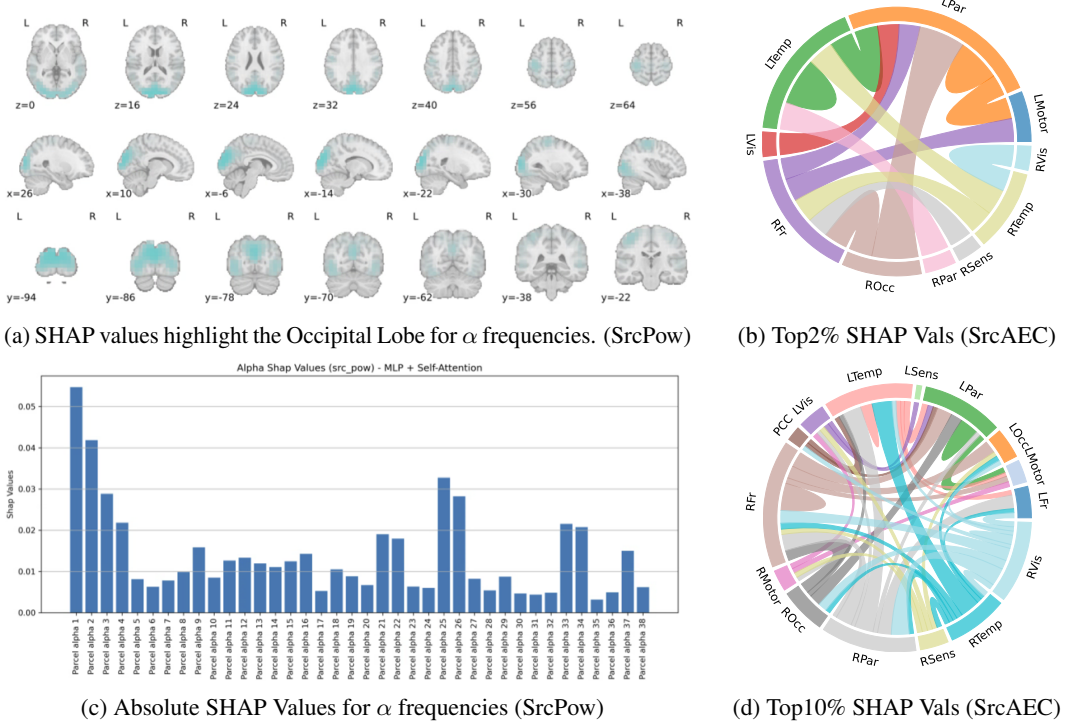 L R L R L R L R L R L R L R
z=0 z=16 z=24 z=32 z=40 z=56 z=64
x=26 x=10 x=-6 x=-14 x=-22 x=-30 x=-38
L R L R L R L R L R L R L R
y=-94 y=-86 y=-78 y=-70 y=-62 y=-38 y=-22
(a) SHAP values highlight the Occipital Lobe for α frequencies. (SrcPow)
LPar
LTemp
LMotor
LVis
RVis
RFr
RTemp
ROcc
RPar
RSens
(b) Top2% SHAP Vals (SrcAEC)
Alpha Shap Values (src_pow) - MLP + Self-Attention
Shap Values
0.05
0.04
0.03
0.02
0.01
0.00
Parcel alpha 1
Parcel alpha 2
Parcel alpha 3
Parcel alpha 4
Parcel alpha 5
Parcel alpha 6
Parcel alpha 7
Parcel alpha 8
Parcel alpha 9
Parcel alpha 10
Parcel alpha 11
Parcel alpha 12
Parcel alpha 13
Parcel alpha 14
Parcel alpha 15
Parcel alpha 16
Parcel alpha 17
Parcel alpha 18
Parcel alpha 19
Parcel alpha 20
Parcel alpha 21
Parcel alpha 22
Parcel alpha 23
Parcel alpha 24
Parcel alpha 25
Parcel alpha 26
Parcel alpha 27
Parcel alpha 28
Parcel alpha 29
Parcel alpha 30
Parcel alpha 31
Parcel alpha 32
Parcel alpha 33
Parcel alpha 34
Parcel alpha 35
Parcel alpha 36
Parcel alpha 37
Parcel alpha 38
(c) Absolute SHAP Values for α frequencies (SrcPow)
LTemp
LSens
LPar
LVis
PCC
LOcc
LMotor
LFr
RFr
RVis
RMotor
ROcc
RPar
RSens
RTemp
(d) Top10% SHAP Vals (SrcAEC)